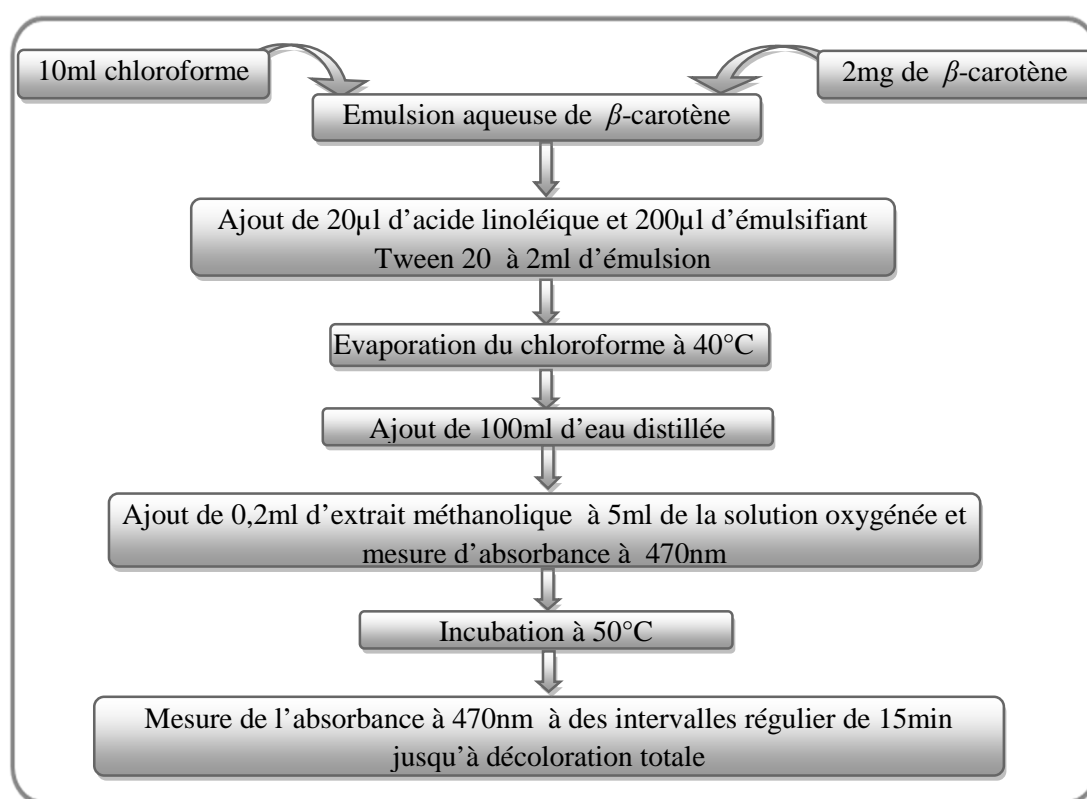 10ml chloroforme
2mg de β-carotène
Emulsion aqueuse de β-carotène
Ajout de 20µl d’acide linoléique et 200µl d’émulsifiant
Tween 20 à 2ml d’émulsion
Evaporation du chloroforme à 40°C
Ajout de 100ml d’eau distillée
Ajout de 0,2ml d’extrait méthanolique à 5ml de la solution oxygénée et
mesure d’absorbance à 470nm
Incubation à 50°C
Mesure de l’absorbance à 470nm à des intervalles régulier de 15min
jusqu’à décoloration totale